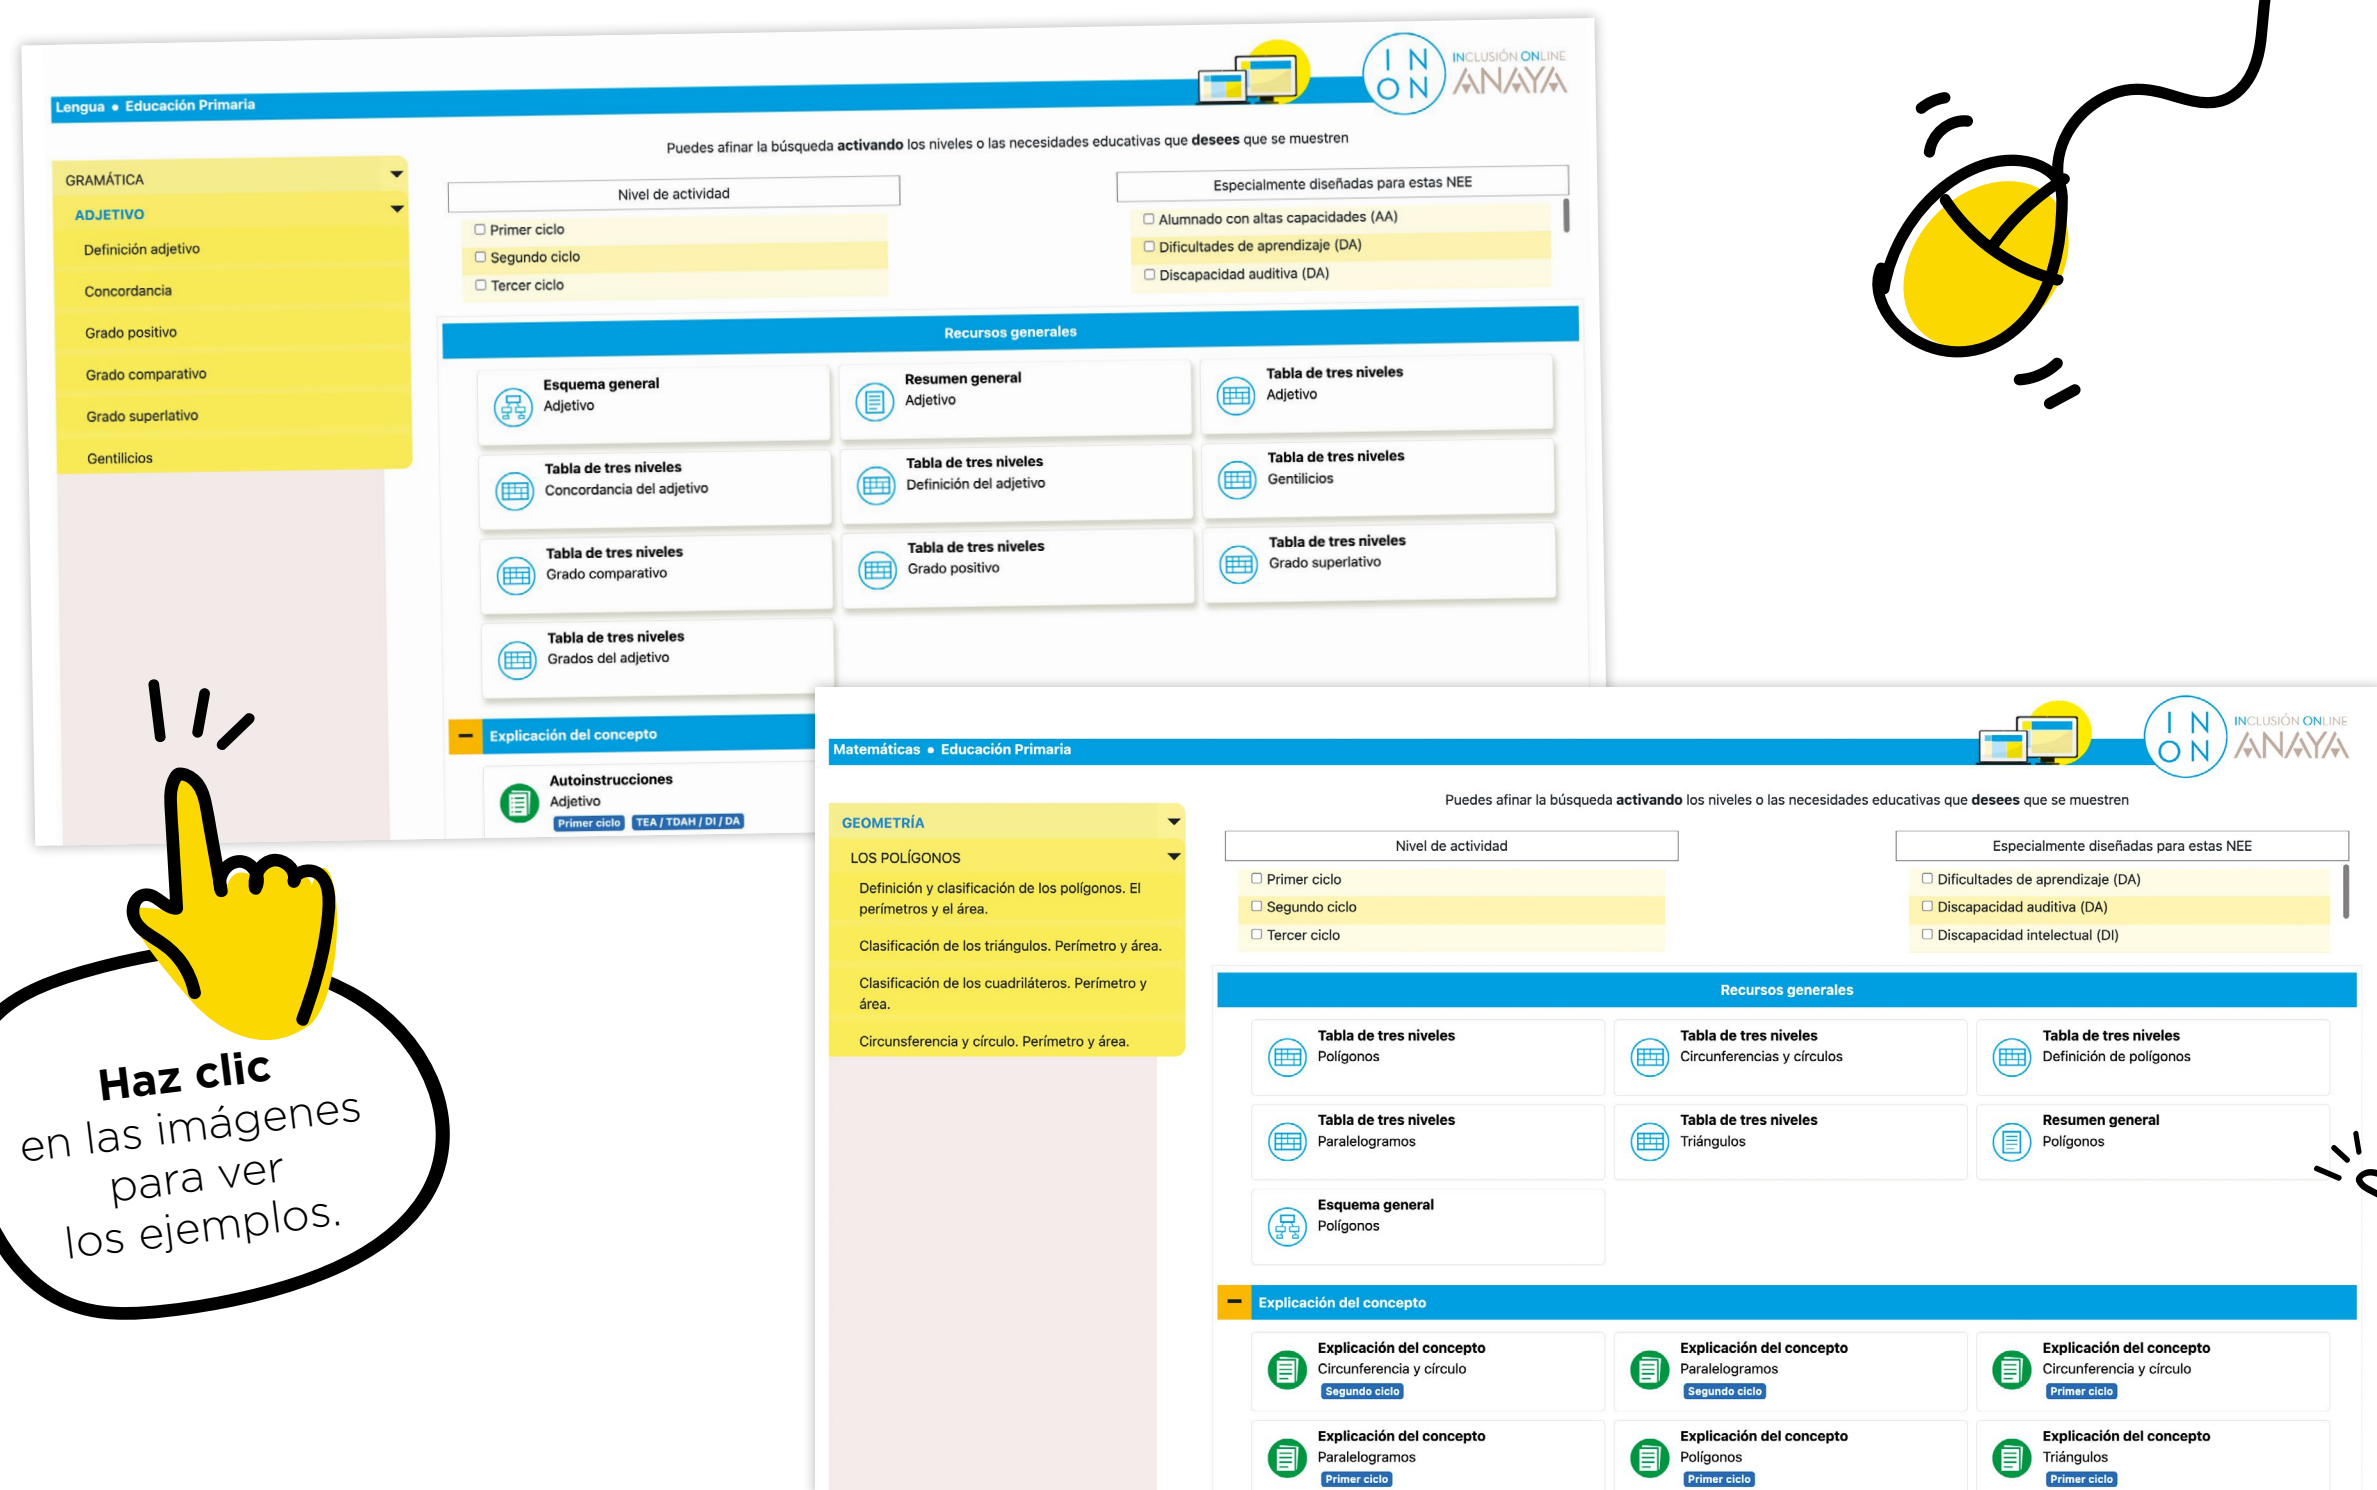 IN
ON
INCLUSIÓN ONLINE
ANAYA
Lengua • Educación Primaria
Puedes afinar la búsqueda activando los niveles o las necesidades educativas que desees que se muestren
GRAMÁTICA
ADJETIVO
Definición adjetivo
Concordancia
Grado positivo
Grado comparativo
Grado superlativo
Gentilicios
Nivel de actividad
Primer ciclo
Segundo ciclo
Tercer ciclo
Especialmente diseñadas para estas NEE
Alumnado con altas capacidades (AA)
Dificultades de aprendizaje (DA)
Discapacidad auditiva (DA)
Recursos generales
Esquema general
Adjetivo
Resumen general
Adjetivo
Tabla de tres niveles
Adjetivo
Tabla de tres niveles
Concordancia del adjetivo
Tabla de tres niveles
Definición del adjetivo
Tabla de tres niveles
Gentilicios
Tabla de tres niveles
Grado comparativo
Tabla de tres niveles
Grado positivo
Tabla de tres niveles
Grado superlativo
Tabla de tres niveles
Grados del adjetivo
Explicación del concepto
Autoinstrucciones
Adjetivo
Primer ciclo TEA / TDAH / DI / DA
Haz clic
en las imágenes
para ver
los ejemplos.
IN
ON
INCLUSIÓN ONLINE
ANAYA
Matemáticas • Educación Primaria
Puedes afinar la búsqueda activando los niveles o las necesidades educativas que desees que se muestren
GEOMETRÍA
LOS POLÍGONOS
Definición y clasificación de los polígonos. El
perímetros y el área.
Clasificación de los triángulos. Perímetro y área.
Clasificación de los cuadriláteros. Perímetro y
área.
Circunsferencia y círculo. Perímetro y área.
Nivel de actividad
Primer ciclo
Segundo ciclo
Tercer ciclo
Especialmente diseñadas para estas NEE
Dificultades de aprendizaje (DA)
Discapacidad auditiva (DA)
Discapacidad intelectual (DI)
Recursos generales
Tabla de tres niveles
Polígonos
Tabla de tres niveles
Circunferencias y círculos
Tabla de tres niveles
Definición de polígonos
Tabla de tres niveles
Paralelogramos
Tabla de tres niveles
Triángulos
Resumen general
Polígonos
Esquema general
Polígonos
Explicación del concepto
Explicación del concepto
Circunferencia y círculo
Segundo ciclo
Explicación del concepto
Paralelogramos
Segundo ciclo
Explicación del concepto
Circunferencia y círculo
Primer ciclo
Explicación del concepto
Paralelogramos
Primer ciclo
Explicación del concepto
Polígonos
Primer ciclo
Explicación del concepto
Triángulos
Primer ciclo